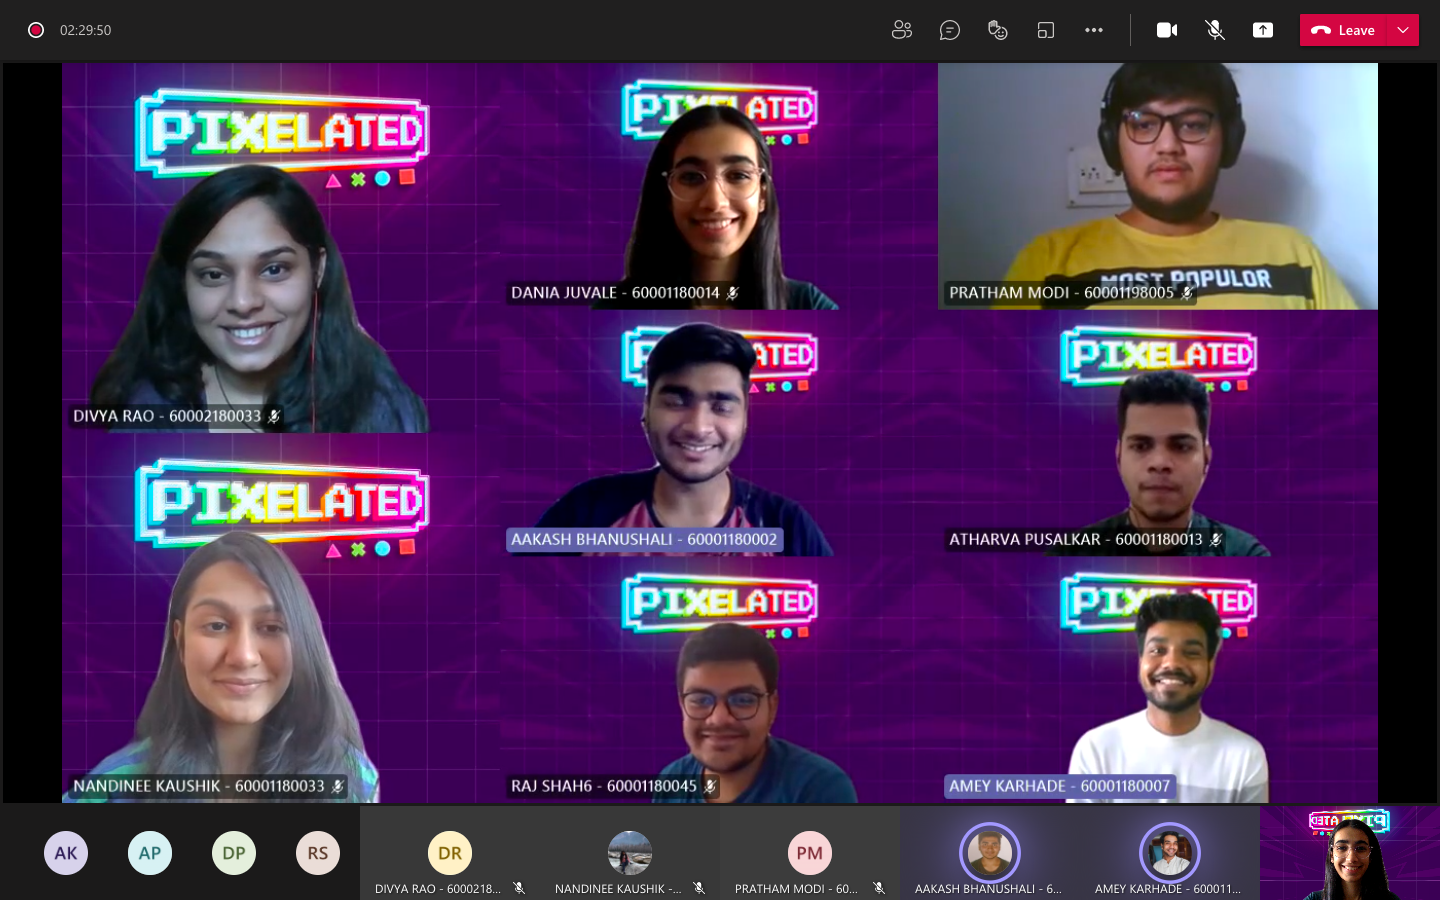 02:29:50
Leave
PIXELATED
DIVYA RAO - 60002180033
PIXELATED
DANIA JUVALE - 60001180014
MOST POPULOR
PRATHAM MODI - 60001198005
PIXELATED
AAKASH BHANUSHALI - 60001180002
PIXELATED
ATHARVA PUSALKAR - 60001180013
PIXELATED
NANDINEE KAUSHIK - 60001180033
PIXELATED
RAJ SHAH6 - 60001180045
PIXELATED
AMEY KARHADE - 60001180007
AK
AP
DP
RS
DR
DIVYA RAO - 6000218...
NANDINEE KAUSHIK -...
PM
PRATHAM MODI - 60...
AAKASH BHANUSHALI - 6...
AMEY KARHADE - 600011...
PIXELATED